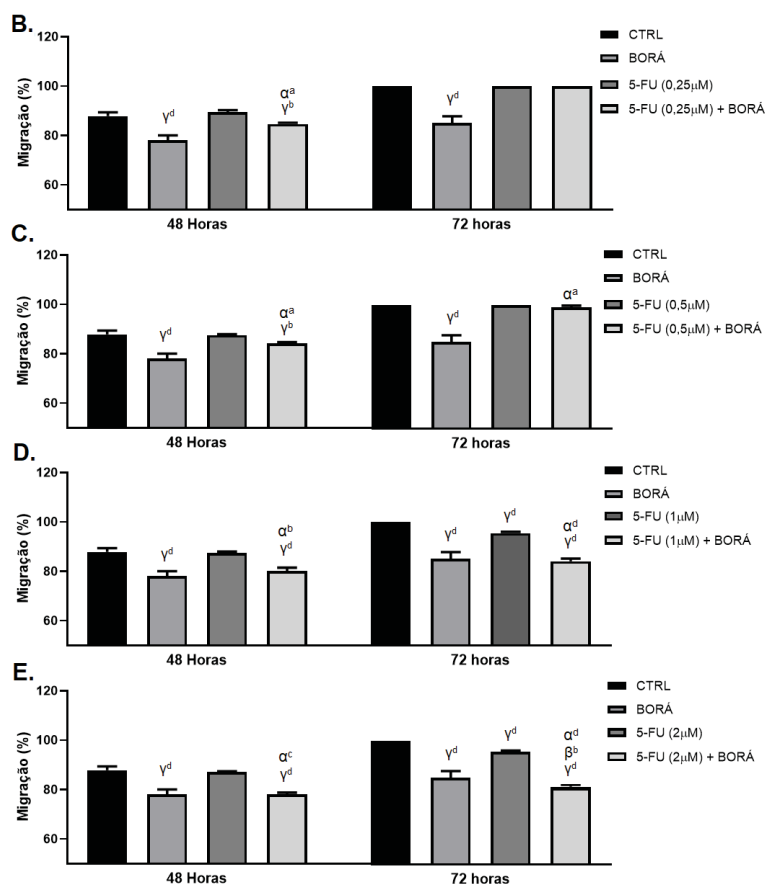 B.
Migração (%)
120
100
80
60
γᵈ
αᵃ
γᵇ
γᵈ
48 Horas
72 horas
CTRL
BORÁ
5-FU (0,25µM)
5-FU (0,25µM) + BORÁ
C.
Migração (%)
120
100
80
60
γᵈ
αᵃ
γᵇ
γᵈ
αᵃ
48 Horas
72 horas
CTRL
BORÁ
5-FU (0,5µM)
5-FU (0,5µM) + BORÁ
D.
Migração (%)
120
100
80
60
γᵈ
αᵇ
γᵈ
γᵈ
γᵈ
αᵈ
γᵈ
48 Horas
72 horas
CTRL
BORÁ
5-FU (1µM)
5-FU (1µM) + BORÁ
E.
Migração (%)
120
100
80
60
γᵈ
αᶜ
γᵈ
γᵈ
γᵈ
αᵈ
βᵇ
γᵈ
48 Horas
72 horas
CTRL
BORÁ
5-FU (2µM)
5-FU (2µM) + BORÁ